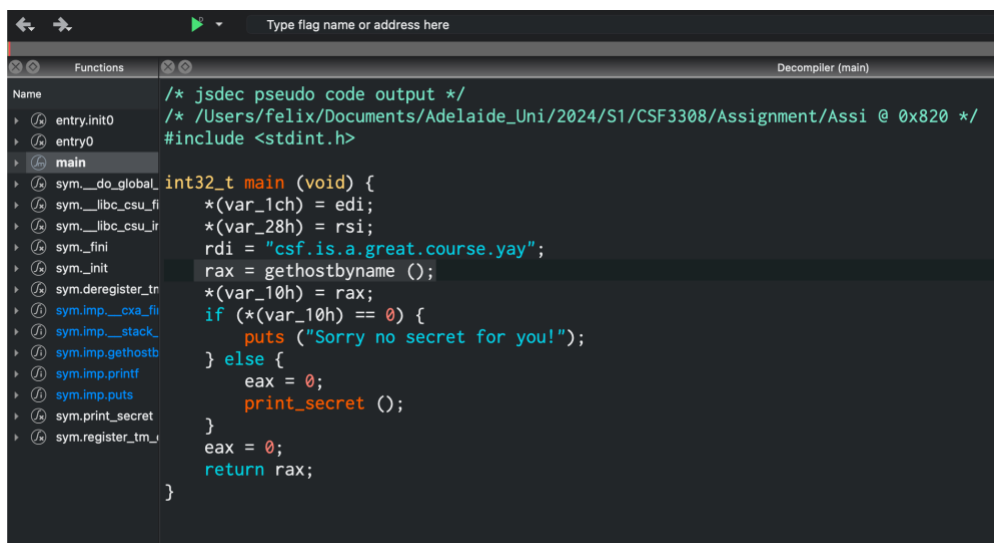 Type flag name or address here
Functions
Decompiler (main)
Name
entry.init0
entry0
main
sym.__do_global_
sym.__libc_csu_fi
sym.__libc_csu_ir
sym._fini
sym._init
sym.deregister_tn
sym.imp.__cxa_fin
sym.imp.__stack_
sym.imp.gethostb
sym.imp.printf
sym.imp.puts
sym.print_secret
sym.register_tm_
/* jsdec pseudo code output */
/* /Users/felix/Documents/Adelaide_Uni/2024/S1/CSF3308/Assignment/Assi @ 0x820 */
#include <stdint.h>
int32_t main (void) {
*(var_1ch) = edi;
*(var_28h) = rsi;
rdi = "csf.is.a.great.course.yay";
rax = gethostbyname ();
*(var_10h) = rax;
if (*(var_10h) == 0) {
puts ("Sorry no secret for you!");
} else {
eax = 0;
print_secret ();
}
eax = 0;
return rax;
}